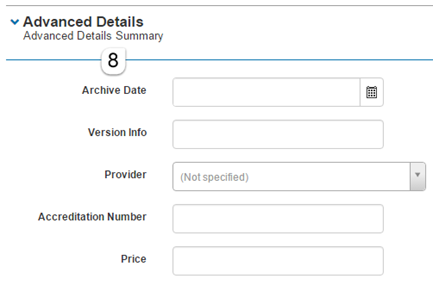 Advanced Details
Advanced Details Summary
8
Archive Date
Version Info
Provider
(Not specified)
Accreditation Number
Price